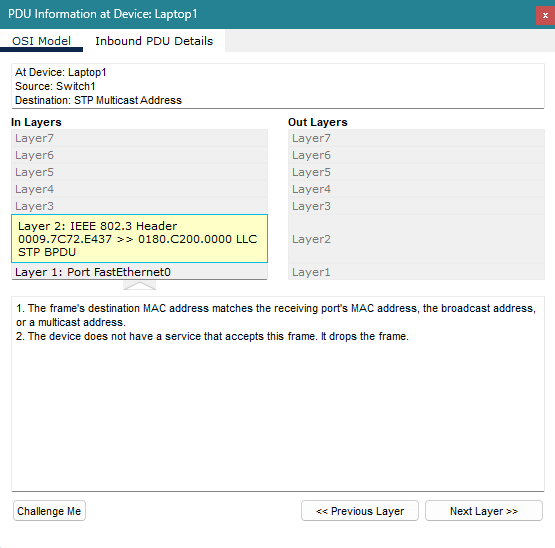 PDU Information at Device: Laptop1
x
OSI Model Inbound PDU Details
At Device: Laptop1
Source: Switch1
Destination: STP Multicast Address
In Layers
Layer7
Layer6
Layer5
Layer4
Layer3
Layer 2: IEEE 802.3 Header
0009.7C72.E437 >> 0180.C200.0000 LLC
STP BPDU
Layer 1: Port FastEthernet0
Out Layers
Layer7
Layer6
Layer5
Layer4
Layer3
Layer2
Layer1
1. The frame's destination MAC address matches the receiving port's MAC address, the broadcast address,
or a multicast address.
2. The device does not have a service that accepts this frame. It drops the frame.
Challenge Me
<< Previous Layer
Next Layer >>